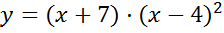 y = (x + 7) · (x − 4)²